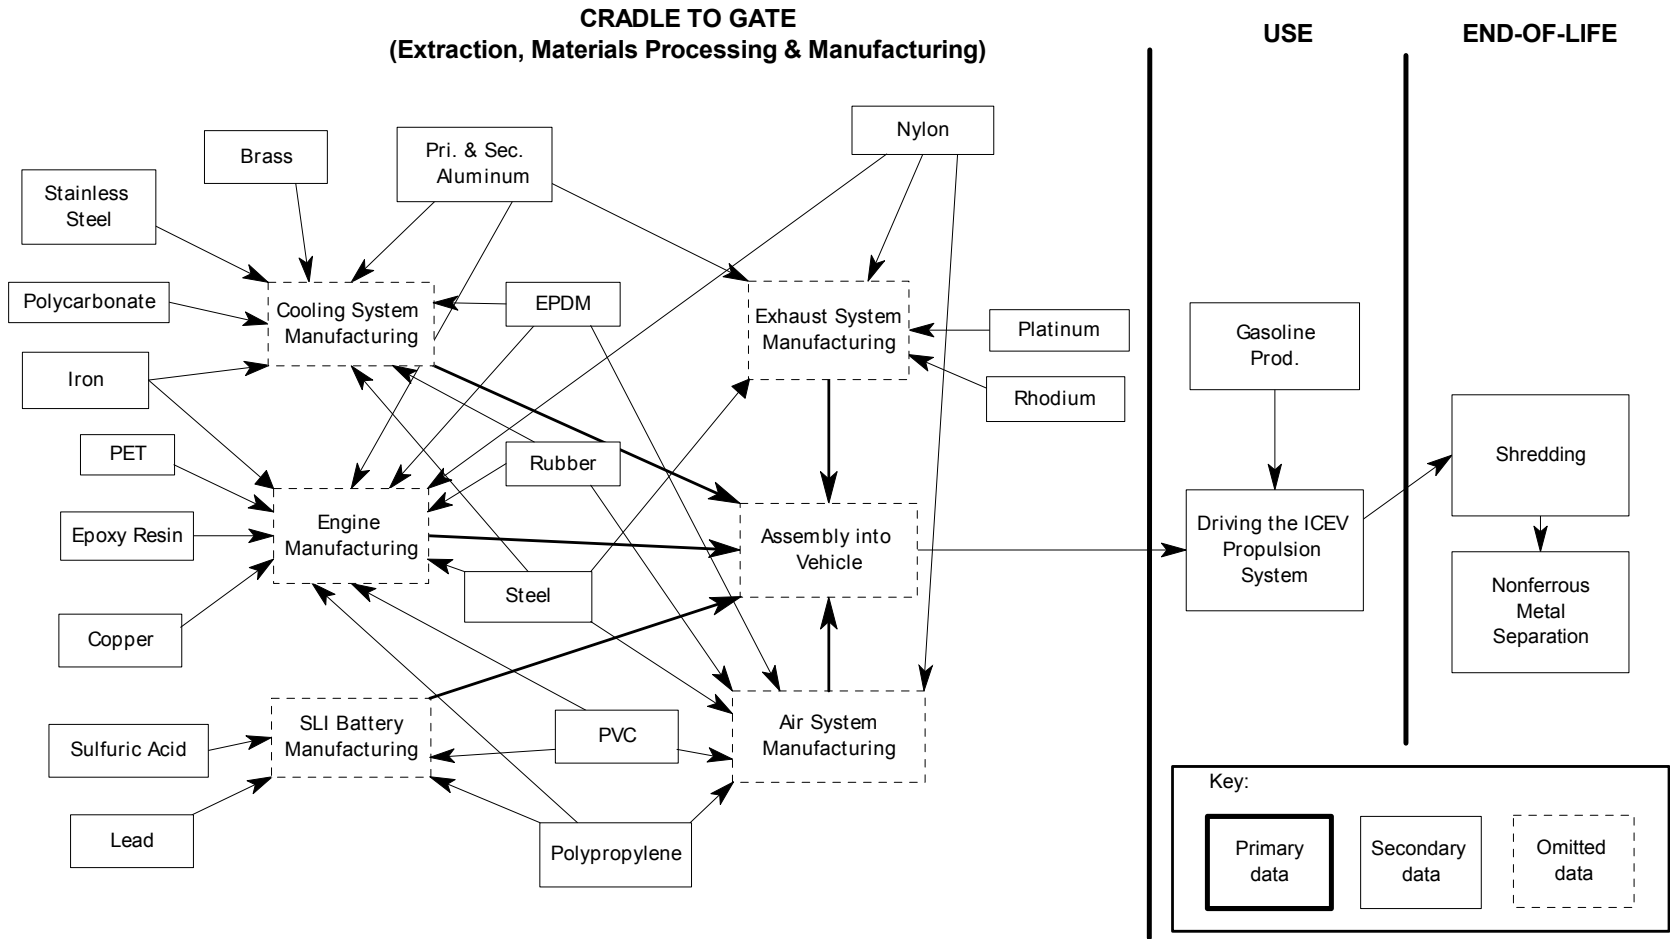 CRADLE TO GATE
(Extraction, Materials Processing & Manufacturing)
USE
END-OF-LIFE
Nylon
Brass
Pri. & Sec.
Aluminum
Stainless
Steel
Polycarbonate
Cooling System
Manufacturing
EPDM
Exhaust System
Manufacturing
Platinum
Gasoline
Prod.
Iron
Rhodium
PET
Rubber
Shredding
Epoxy Resin
Engine
Manufacturing
Assembly into
Vehicle
Driving the ICEV
Propulsion
System
Steel
Nonferrous
Metal
Separation
Copper
Sulfuric Acid
SLI Battery
Manufacturing
PVC
Air System
Manufacturing
Lead
Polypropylene
Key:
Primary
data
Secondary
data
Omitted
data